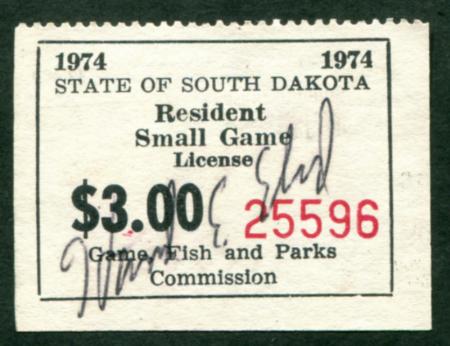 1974 1974
STATE OF SOUTH DAKOTA
Resident
Small Game
License
$3.00 25596
Game, Fish and Parks
Commission